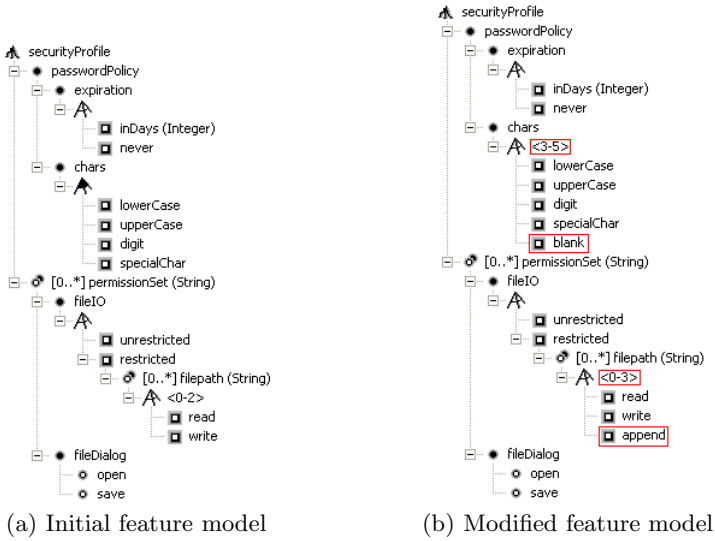 securityProfile
passwordPolicy
expiration
inDays (Integer)
never
chars
lowerCase
upperCase
digit
specialChar
[0..*] permissionSet (String)
fileIO
unrestricted
restricted
[0..*] filepath (String)
<0-2>
read
write
fileDialog
open
save
(a) Initial feature model
securityProfile
passwordPolicy
expiration
inDays (Integer)
never
chars
<3-5>
lowerCase
upperCase
digit
specialChar
blank
[0..*] permissionSet (String)
fileIO
unrestricted
restricted
[0..*] filepath (String)
<0-3>
read
write
append
fileDialog
open
save
(b) Modified feature model